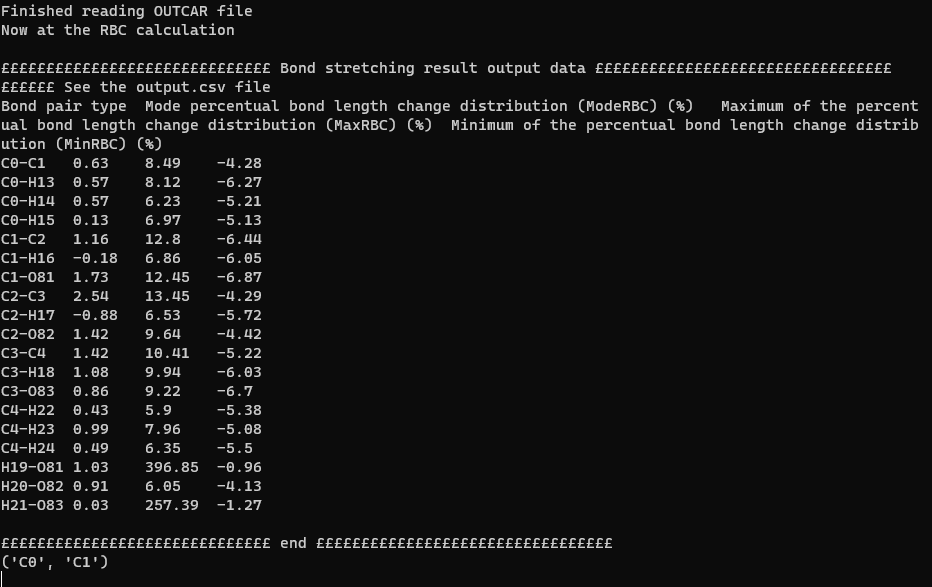 Finished reading OUTCAR file
Now at the RBC calculation
££££££££££££££££££££££££££££££ Bond stretching result output data £££££££££££££££££££££££££££££££££
££££££ See the output.csv file
Bond pair type  Mode percentual bond length change distribution (ModeRBC) (%)   Maximum of the percent
ual bond length change distribution (MaxRBC) (%)  Minimum of the percentual bond length change distrib
ution (MinRBC) (%)
C0-C1   0.63    8.49    -4.28
C0-H13  0.57    8.12    -6.27
C0-H14  0.57    6.23    -5.21
C0-H15  0.13    6.97    -5.13
C1-C2   1.16    12.8    -6.44
C1-H16  -0.18   6.86    -6.05
C1-O81  1.73    12.45   -6.87
C2-C3   2.54    13.45   -4.29
C2-H17  -0.88   6.53    -5.72
C2-O82  1.42    9.64    -4.42
C3-C4   1.42    10.41   -5.22
C3-H18  1.08    9.94    -6.03
C3-O83  0.86    9.22    -6.7
C4-H22  0.43    5.9     -5.38
C4-H23  0.99    7.96    -5.08
C4-H24  0.49    6.35    -5.5
H19-O81 1.03    396.85  -0.96
H20-O82 0.91    6.05    -4.13
H21-O83 0.03    257.39  -1.27
££££££££££££££££££££££££££££££ end £££££££££££££££££££££££££££££££££
('C0', 'C1')